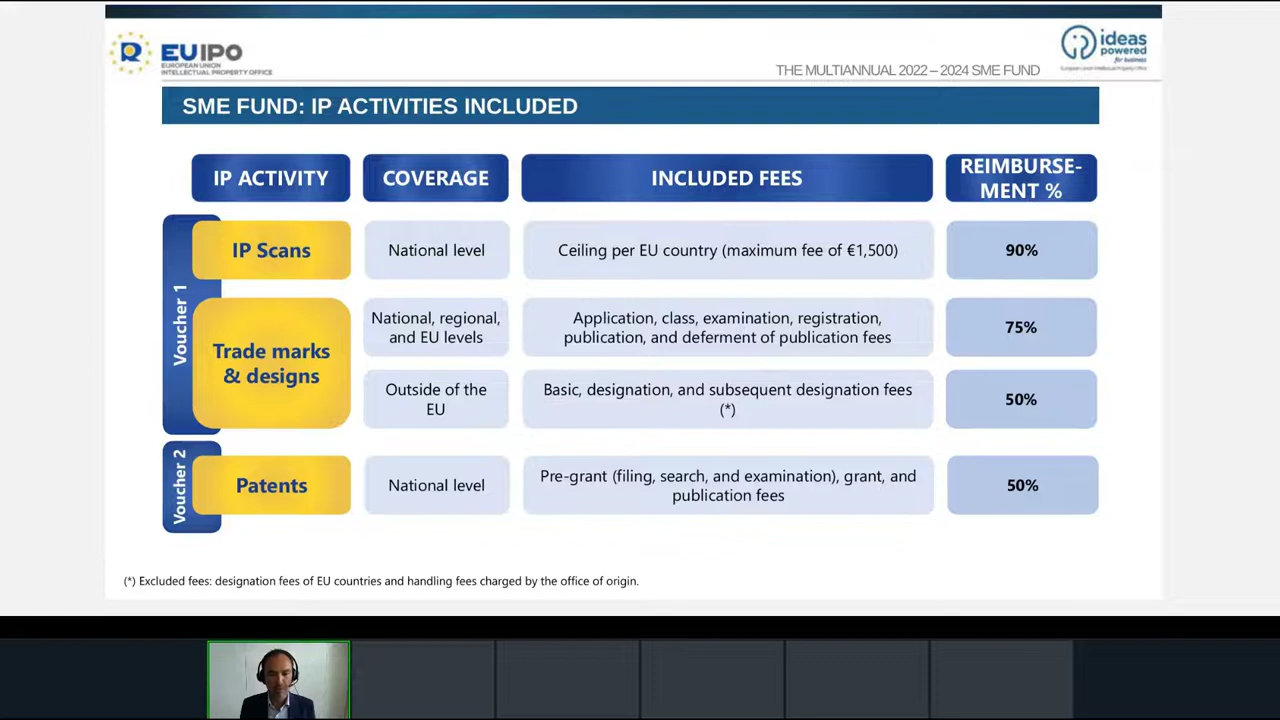 EUIPO
EUROPEAN UNION
INTELLECTUAL PROPERTY OFFICE
ideas
powered
for business
European Union Intellectual Property Office
THE MULTIANNUAL 2022 – 2024 SME FUND
SME FUND: IP ACTIVITIES INCLUDED
IP ACTIVITY
COVERAGE
INCLUDED FEES
REIMBURSE-
MENT %
Voucher 1
IP Scans
National level
Ceiling per EU country (maximum fee of €1,500)
90%
Trade marks
& designs
National, regional,
and EU levels
Application, class, examination, registration,
publication, and deferment of publication fees
75%
Outside of the
EU
Basic, designation, and subsequent designation fees
(*)
50%
Voucher 2
Patents
National level
Pre-grant (filing, search, and examination), grant, and
publication fees
50%
(*) Excluded fees: designation fees of EU countries and handling fees charged by the office of origin.